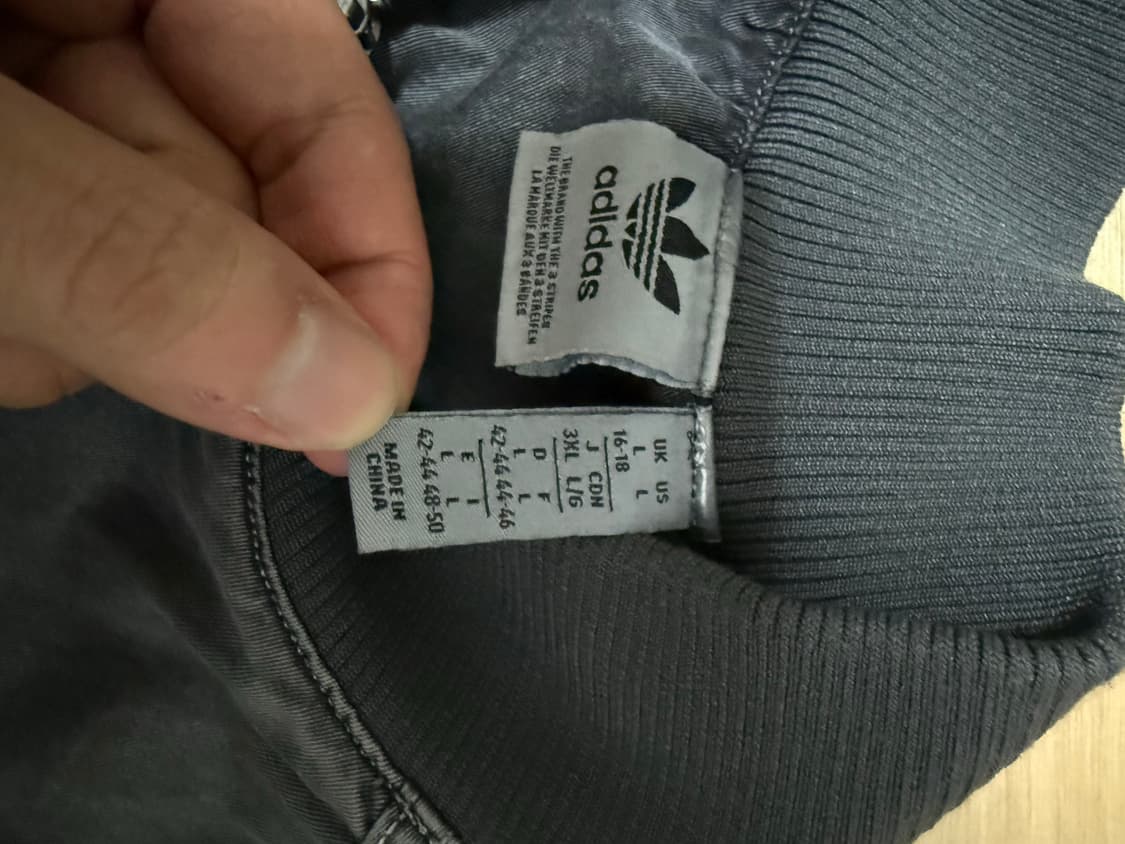 adidas
THE BRAND WITH THE 3 STRIPES
DIE WELTMARKE MIT DEN 3 STREIFEN
LA MARQUE AUX 3 BANDES
UK US
L L
16-18
J CDN
3XL L/G
D F
L L
42-44 44-46
E I
L L
42-44 48-50
MADE IN
CHINA